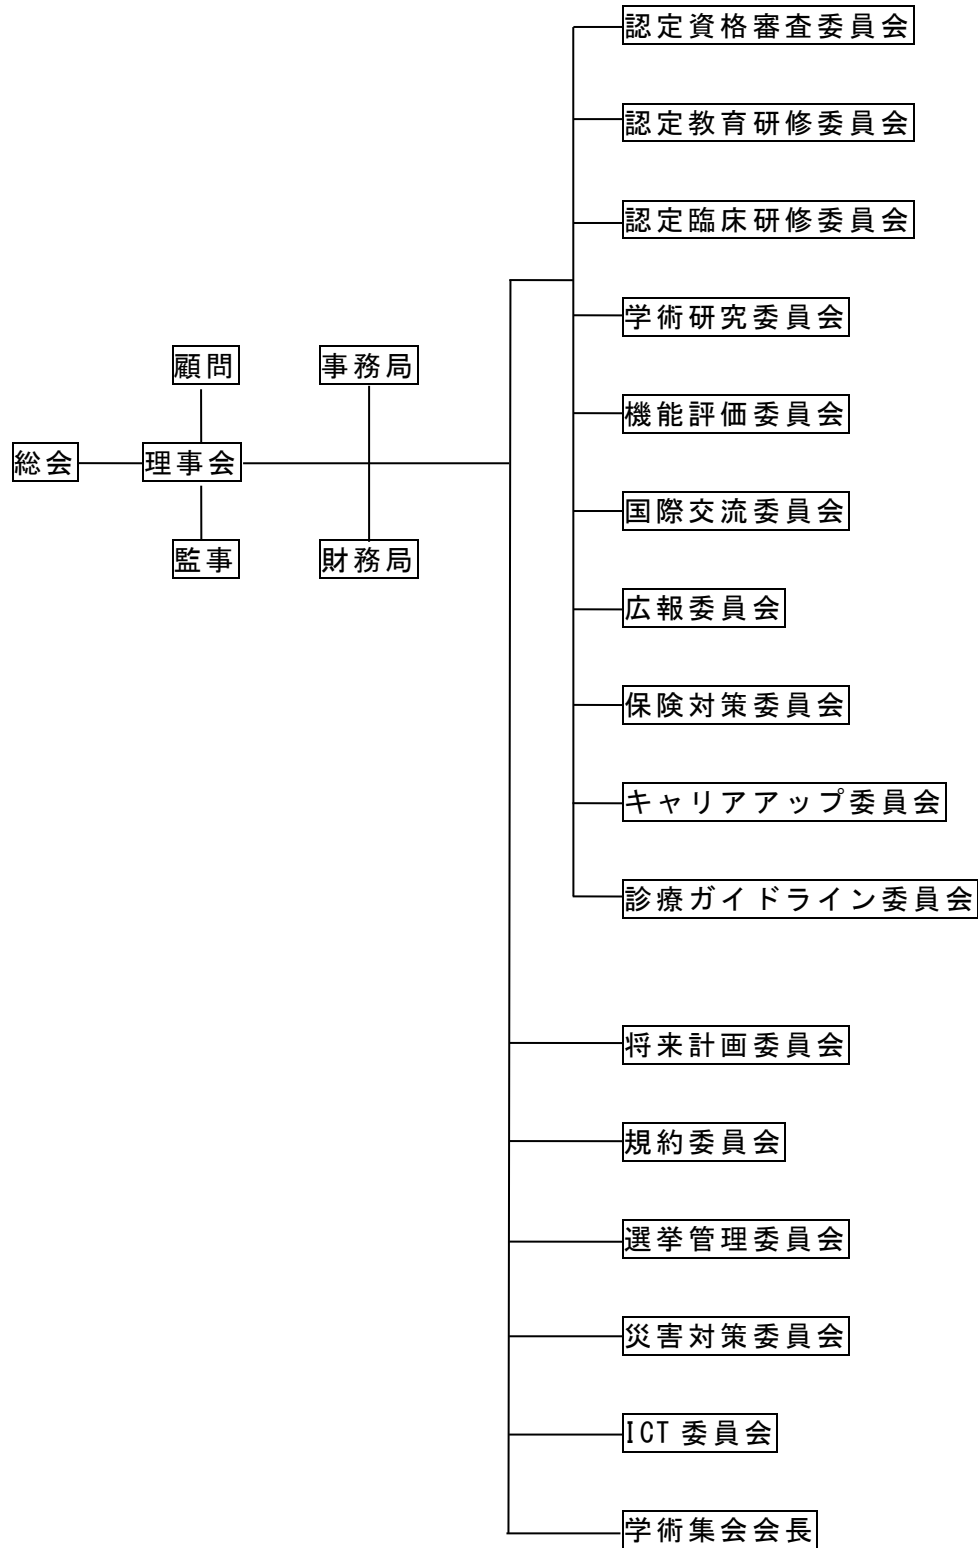 認定資格審査委員会
認定教育研修委員会
認定臨床研修委員会
学術研究委員会
顧問
事務局
機能評価委員会
総会
理事会
国際交流委員会
監事
財務局
広報委員会
保険対策委員会
キャリアアップ委員会
診療ガイドライン委員会
将来計画委員会
規約委員会
選挙管理委員会
災害対策委員会
ICT 委員会
学術集会会長